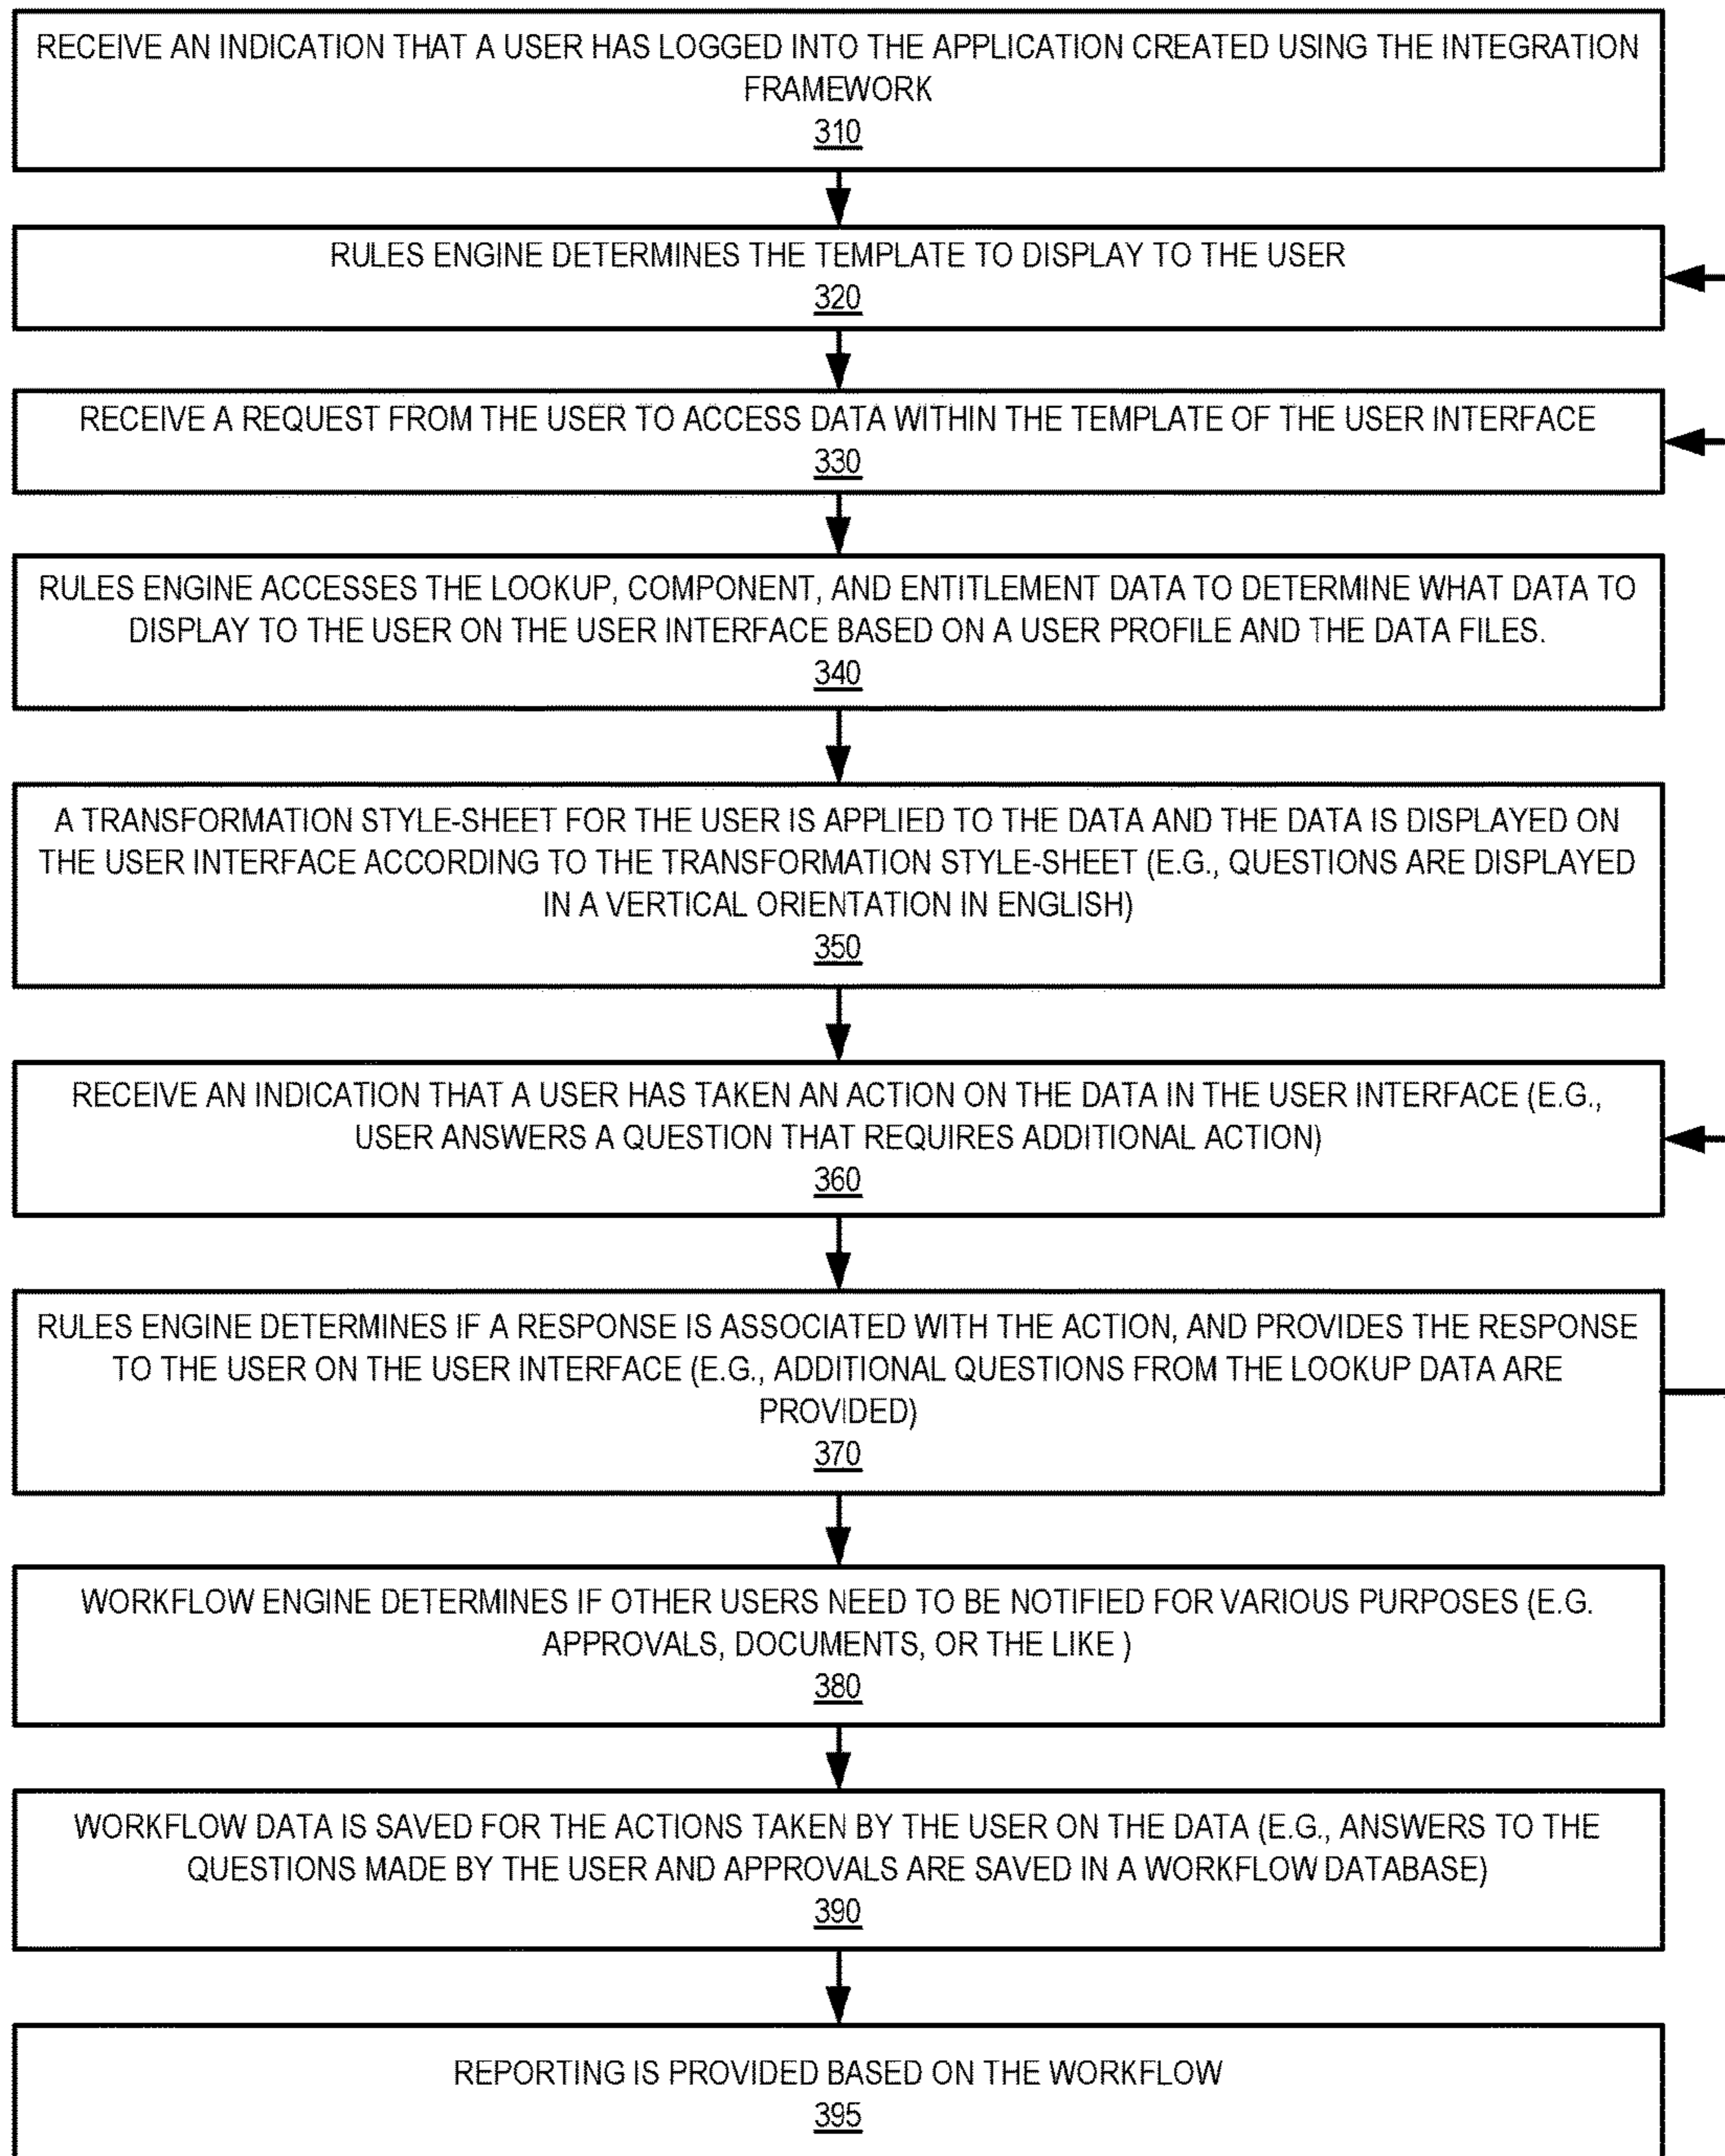 RECEIVE AN INDICATION THAT A USER HAS LOGGED INTO THE APPLICATION CREATED USING THE INTEGRATION
FRAMEWORK
310
RULES ENGINE DETERMINES THE TEMPLATE TO DISPLAY TO THE USER
320
RECEIVE A REQUEST FROM THE USER TO ACCESS DATA WITHIN THE TEMPLATE OF THE USER INTERFACE
330
RULES ENGINE ACCESSES THE LOOKUP, COMPONENT, AND ENTITLEMENT DATA TO DETERMINE WHAT DATA TO
DISPLAY TO THE USER ON THE USER INTERFACE BASED ON A USER PROFILE AND THE DATA FILES.
340
A TRANSFORMATION STYLE-SHEET FOR THE USER IS APPLIED TO THE DATA AND THE DATA IS DISPLAYED ON
THE USER INTERFACE ACCORDING TO THE TRANSFORMATION STYLE-SHEET (E.G., QUESTIONS ARE DISPLAYED
IN A VERTICAL ORIENTATION IN ENGLISH)
350
RECEIVE AN INDICATION THAT A USER HAS TAKEN AN ACTION ON THE DATA IN THE USER INTERFACE (E.G.,
USER ANSWERS A QUESTION THAT REQUIRES ADDITIONAL ACTION)
360
RULES ENGINE DETERMINES IF A RESPONSE IS ASSOCIATED WITH THE ACTION, AND PROVIDES THE RESPONSE
TO THE USER ON THE USER INTERFACE (E.G., ADDITIONAL QUESTIONS FROM THE LOOKUP DATA ARE
PROVIDED)
370
WORKFLOW ENGINE DETERMINES IF OTHER USERS NEED TO BE NOTIFIED FOR VARIOUS PURPOSES (E.G.
APPROVALS, DOCUMENTS, OR THE LIKE )
380
WORKFLOW DATA IS SAVED FOR THE ACTIONS TAKEN BY THE USER ON THE DATA (E.G., ANSWERS TO THE
QUESTIONS MADE BY THE USER AND APPROVALS ARE SAVED IN A WORKFLOW DATABASE)
390
REPORTING IS PROVIDED BASED ON THE WORKFLOW
395